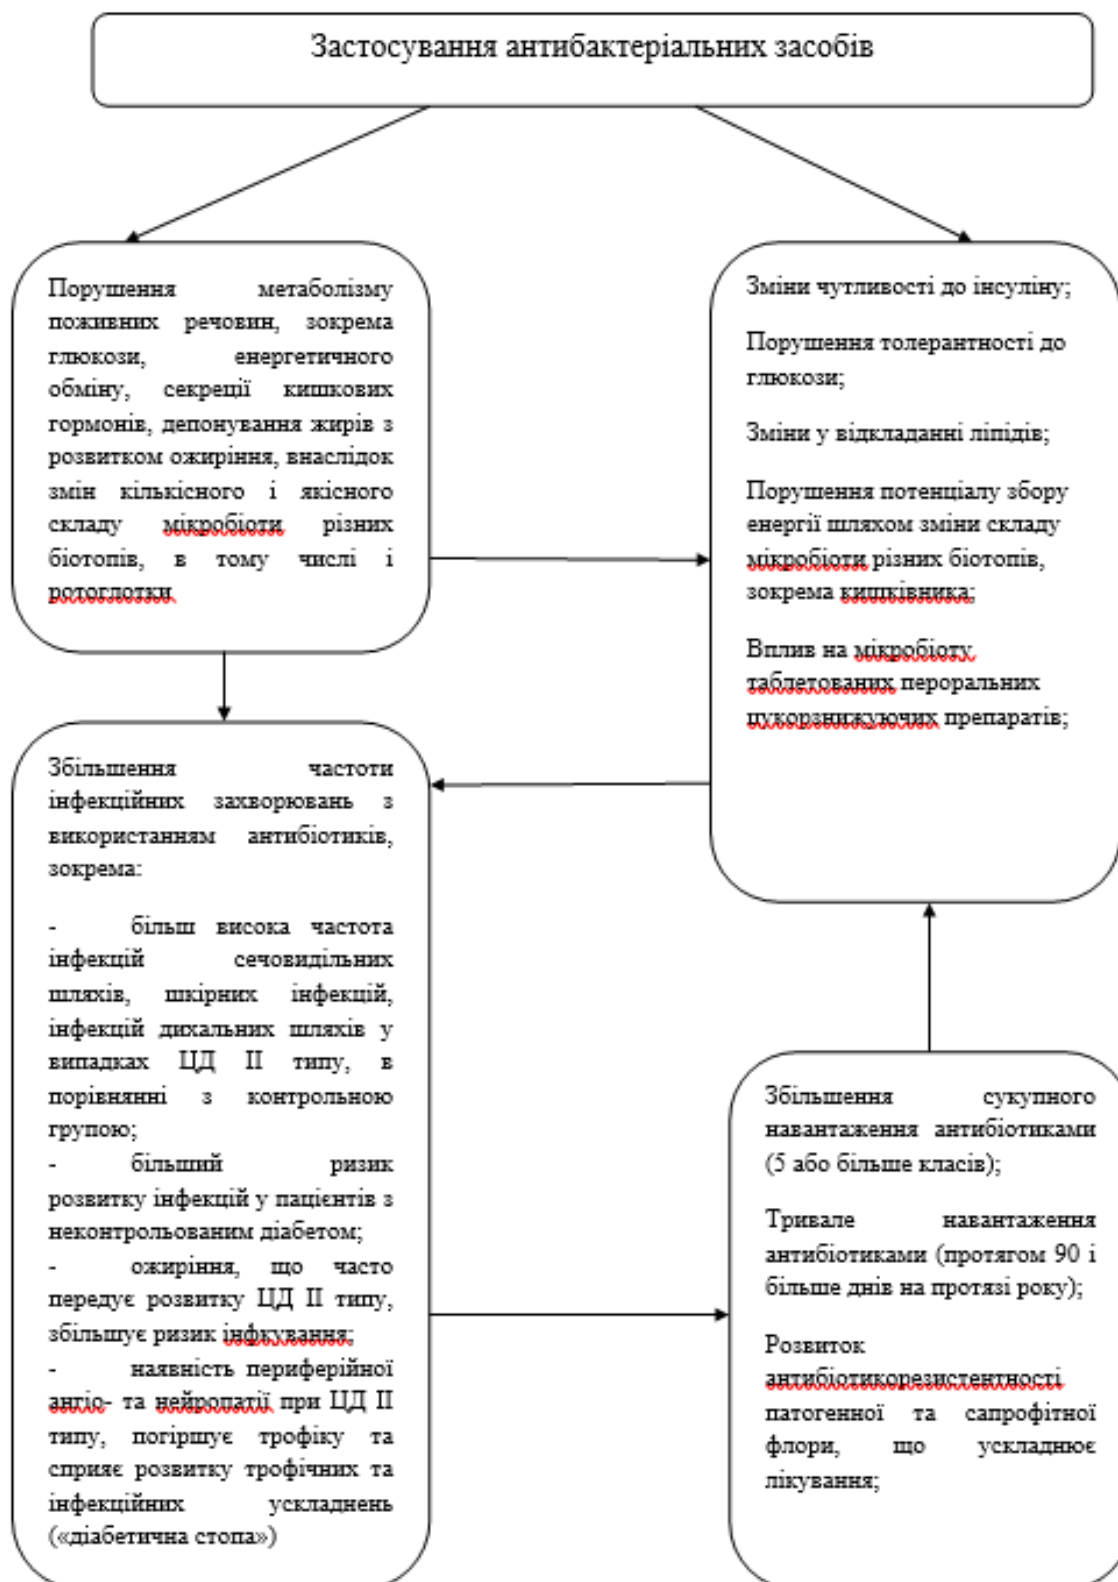 Застосування антибактеріальних засобів
Порушення метаболізму
поживних речовин, зокрема
глюкози, енергетичного
обміну, секреції кишкових
гормонів, депонування жирів з
розвитком ожиріння, внаслідок
змін кількісного і якісного
складу мікробіоти різних
біотопів, в тому числі і
ротоглотки
Зміни чутливості до інсуліну;
Порушення толерантності до
глюкози;
Зміни у відкладанні ліпідів;
Порушення потенціалу збору
енергії шляхом зміни складу
мікробіоти різних біотопів,
зокрема кишківника;
Вплив на мікробіоту
таблетованих пероральних
цукорзнижуючих препаратів;
Збільшення частоти
інфекційних захворювань з
використанням антибіотиків,
зокрема:
- більш висока частота
інфекцій сечовидільних
шляхів, шкірних інфекцій,
інфекцій дихальних шляхів у
випадках ЦД ІІ типу, в
порівнянні з контрольною
групою;
- більший ризик
розвитку інфекцій у пацієнтів з
неконтрольованим діабетом;
- ожиріння, що часто
передує розвитку ЦД ІІ типу,
збільшує ризик інфкування;
- наявність периферійної
ангіо- та нейропатії при ЦД ІІ
типу, погіршує трофіку та
сприяє розвитку трофічних та
інфекційних ускладнень
(«діабетична стопа»)
Збільшення сукупного
навантаження антибіотиками
(5 або більше класів);
Тривале навантаження
антибіотиками (протягом 90 і
більше днів на протязі року);
Розвиток
антибіотикорезистентності
патогенної та сапрофітної
флори, що ускладнює
лікування;